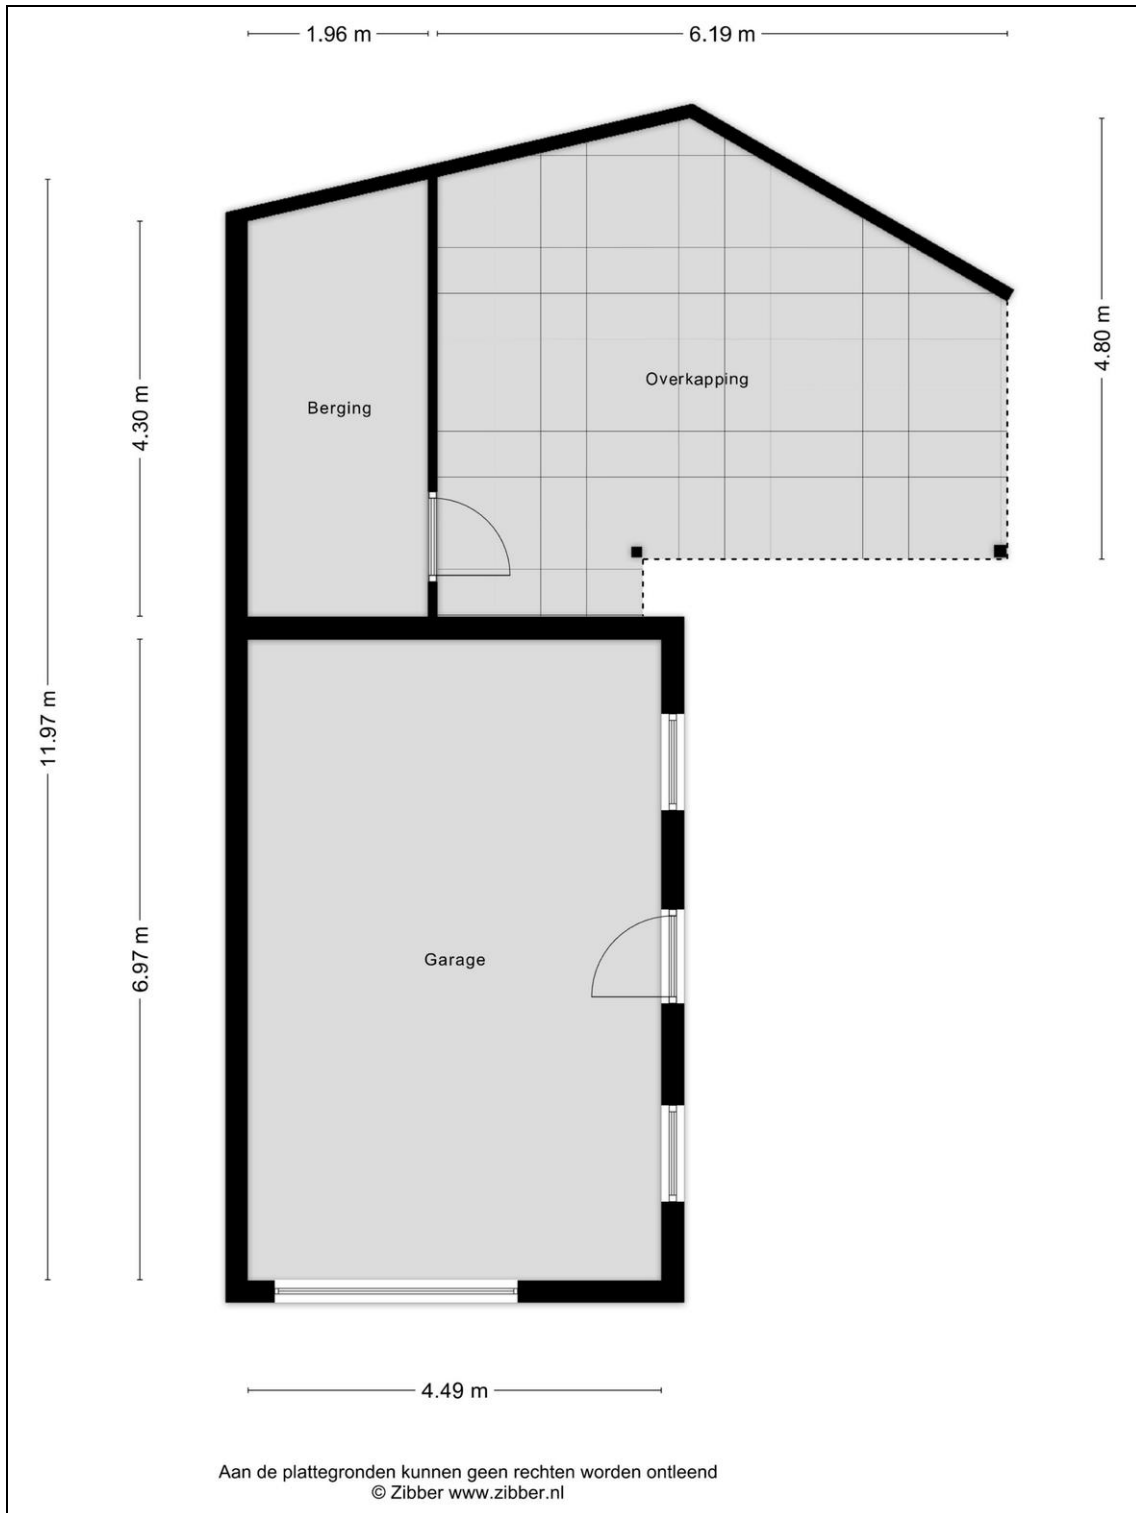 1.96 m
6.19 m
4.80 m
4.30 m
Overkapping
Berging
11.97 m
6.97 m
Garage
4.49 m
Aan de plattegronden kunnen geen rechten worden ontleend
© Zibber www.zibber.nl